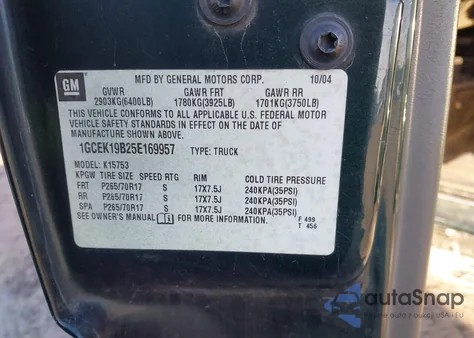 GM
MFD BY GENERAL MOTORS CORP. 10/04
GVWR GAWR FRT GAWR RR
2903KG(6400LB) 1780KG(3925LB) 1701KG(3750LB)
THIS VEHICLE CONFORMS TO ALL APPLICABLE U.S.
FEDERAL MOTOR VEHICLE SAFETY STANDARDS IN
EFFECT ON THE DATE OF MANUFACTURE SHOWN ABOVE.
1GCEK19B25E169957 TYPE: TRUCK
MODEL: K15753
KPGW TIRE SIZE SPEED RTG RIM COLD TIRE PRESSURE
FRT P265/70R17 S 17X7.5J 240KPA(35PSI)
RR P265/70R17 S 17X7.5J 240KPA(35PSI)
SPA P265/70R17 S 17X7.5J 240KPA(35PSI)
SEE OWNER'S MANUAL FOR MORE INFORMATION.
F 499
T 456
autoSnap